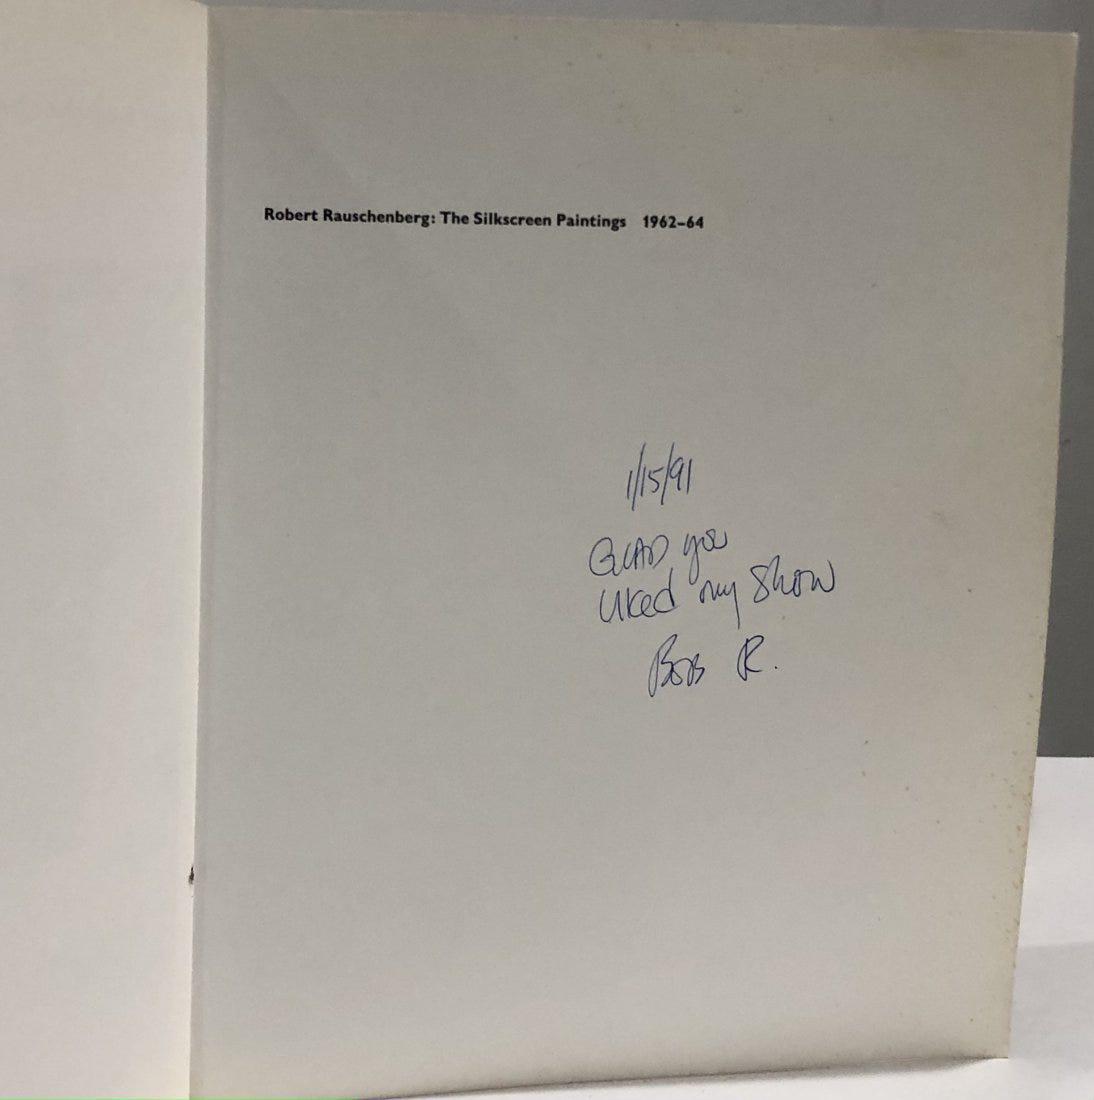 Robert Rauschenberg: The Silkscreen Paintings 1962–64
1/15/91
GLAD you
liked my Show
BOB R.